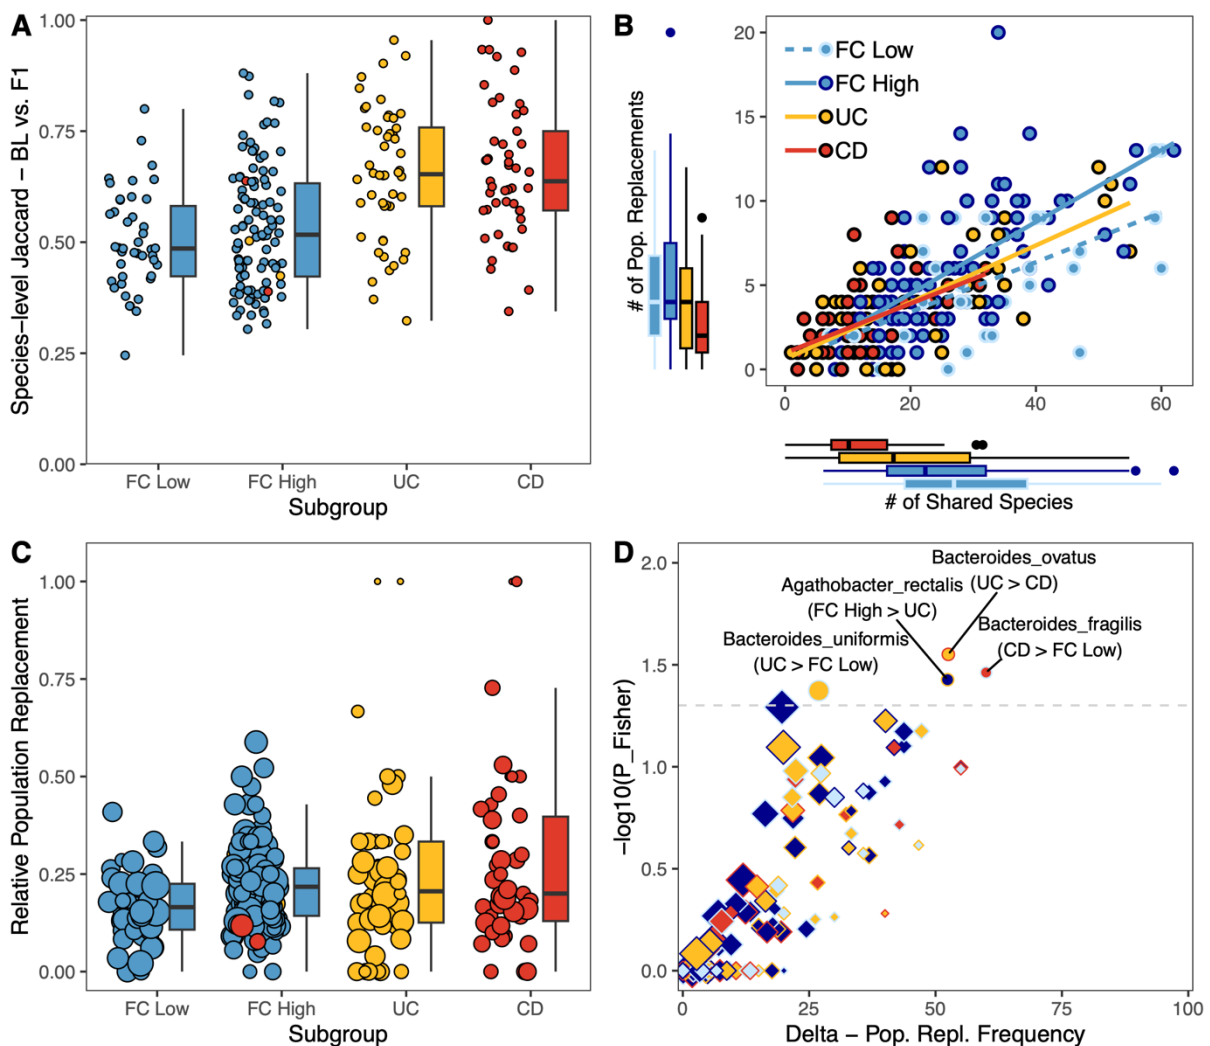 A
Species-level Jaccard – BL vs. F1
1.00
0.75
0.50
0.25
0.00
FC Low
FC High
UC
CD
Subgroup
B
# of Pop. Replacements
20
15
10
5
0
FC Low
FC High
UC
CD
0
20
40
60
# of Shared Species
C
Relative Population Replacement
1.00
0.75
0.50
0.25
0.00
FC Low
FC High
UC
CD
Subgroup
D
−log10(P_Fisher)
2.0
1.5
1.0
0.5
0.0
Bacteroides_ovatus
(UC > CD)
Agathobacter_rectalis
(FC High > UC)
Bacteroides_fragilis
(CD > FC Low)
Bacteroides_uniformis
(UC > FC Low)
0
25
50
75
100
Delta – Pop. Repl. Frequency